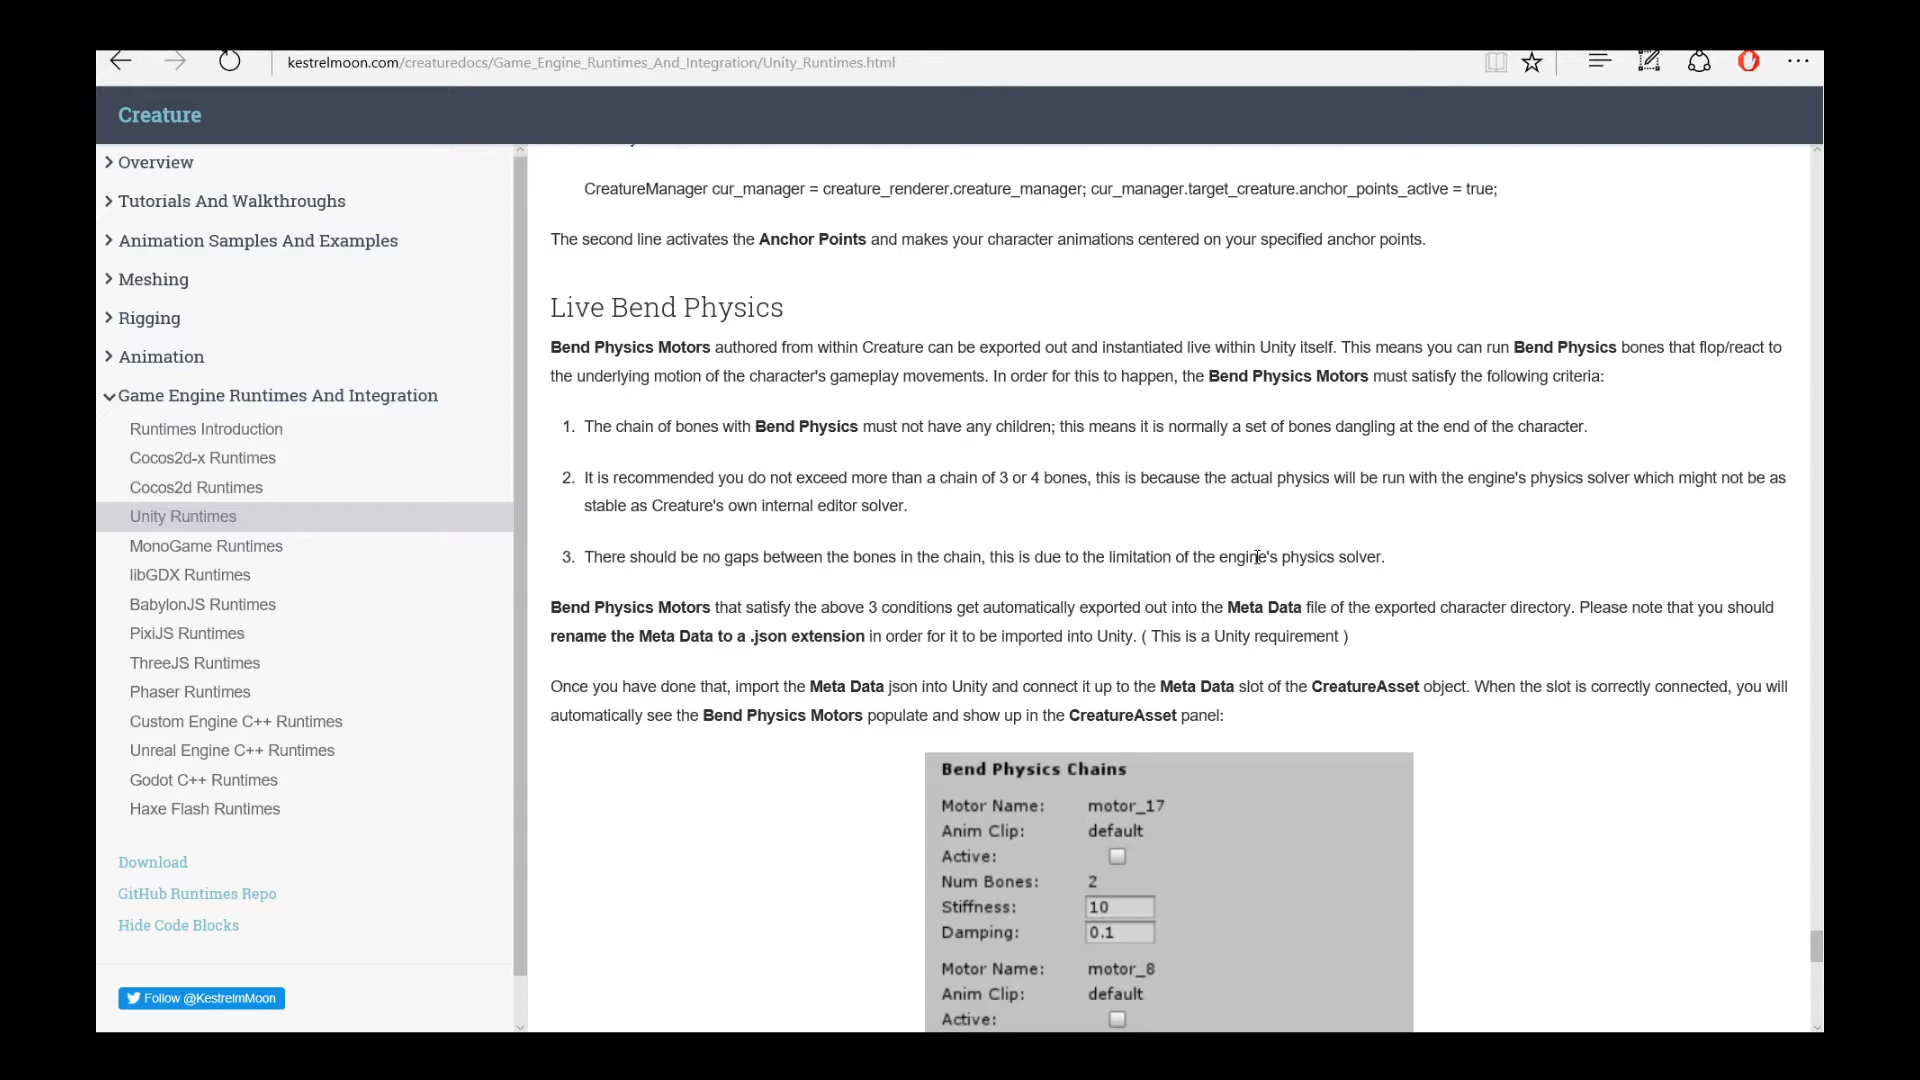 kestrelmoon.com/creaturedocs/Game_Engine_Runtimes_And_Integration/Unity_Runtimes.html
Creature
Overview
Tutorials And Walkthroughs
Animation Samples And Examples
Meshing
Rigging
Animation
Game Engine Runtimes And Integration
Runtimes Introduction
Cocos2d-x Runtimes
Cocos2d Runtimes
Unity Runtimes
MonoGame Runtimes
libGDX Runtimes
BabylonJS Runtimes
PixiJS Runtimes
ThreeJS Runtimes
Phaser Runtimes
Custom Engine C++ Runtimes
Unreal Engine C++ Runtimes
Godot C++ Runtimes
Haxe Flash Runtimes
Download
GitHub Runtimes Repo
Hide Code Blocks
Follow @KestrelmMoon
CreatureManager cur_manager = creature_renderer.creature_manager; cur_manager.target_creature.anchor_points_active = true;
The second line activates the Anchor Points and makes your character animations centered on your specified anchor points.
Live Bend Physics
Bend Physics Motors authored from within Creature can be exported out and instantiated live within Unity itself. This means you can run Bend Physics bones that flop/react to
the underlying motion of the character's gameplay movements. In order for this to happen, the Bend Physics Motors must satisfy the following criteria:
1. The chain of bones with Bend Physics must not have any children; this means it is normally a set of bones dangling at the end of the character.
2. It is recommended you do not exceed more than a chain of 3 or 4 bones, this is because the actual physics will be run with the engine's physics solver which might not be as
stable as Creature's own internal editor solver.
3. There should be no gaps between the bones in the chain, this is due to the limitation of the engine's physics solver.
Bend Physics Motors that satisfy the above 3 conditions get automatically exported out into the Meta Data file of the exported character directory. Please note that you should
rename the Meta Data to a .json extension in order for it to be imported into Unity. ( This is a Unity requirement )
Once you have done that, import the Meta Data json into Unity and connect it up to the Meta Data slot of the CreatureAsset object. When the slot is correctly connected, you will
automatically see the Bend Physics Motors populate and show up in the CreatureAsset panel:
Bend Physics Chains
Motor Name: motor_17
Anim Clip: default
Active:
Num Bones: 2
Stiffness: 10
Damping: 0.1
Motor Name: motor_8
Anim Clip: default
Active: